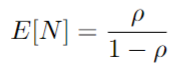 E[N] = ρ / (1 − ρ)